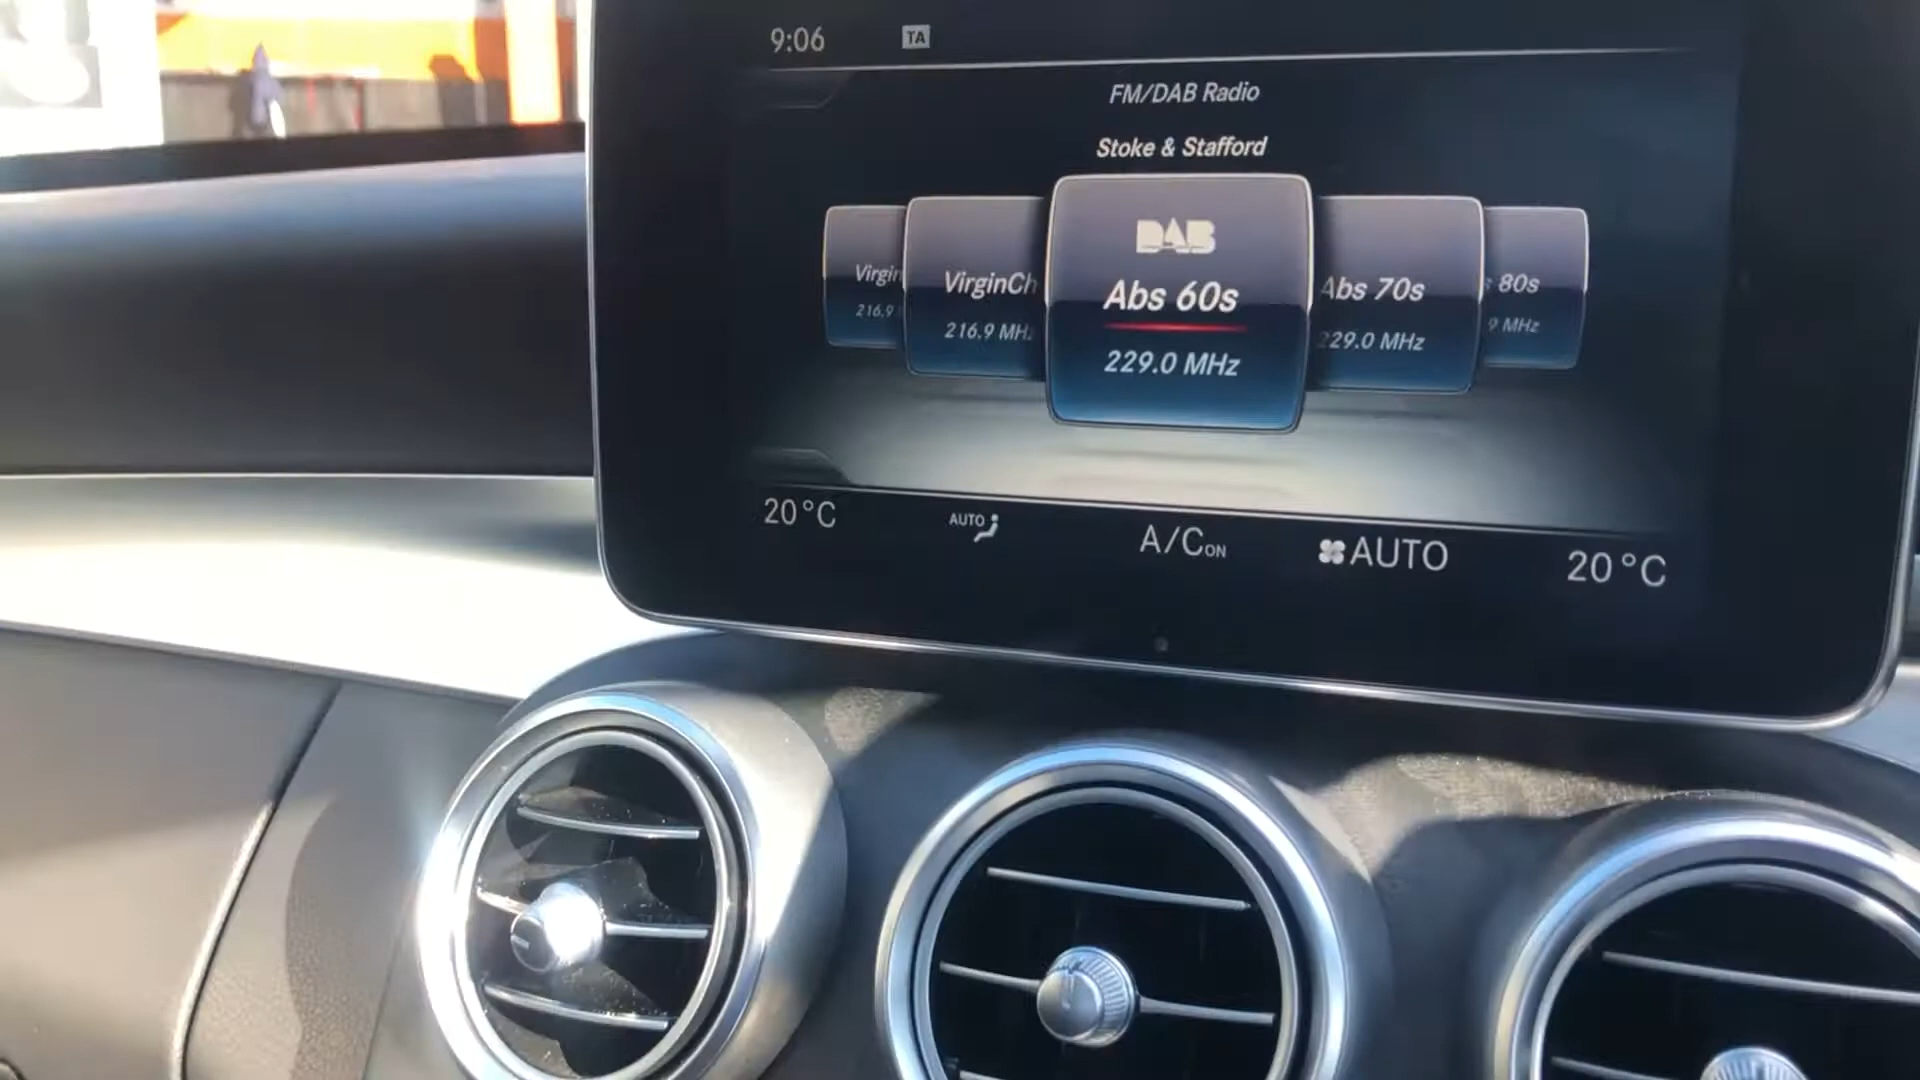 9:06 TA
FM/DAB Radio
Stoke & Stafford
DAB
Virgin
216.9
VirginCh
216.9 MHz
Abs 60s
229.0 MHz
Abs 70s
229.0 MHz
80s
9 MHz
20°C AUTO A/C ON AUTO 20°C